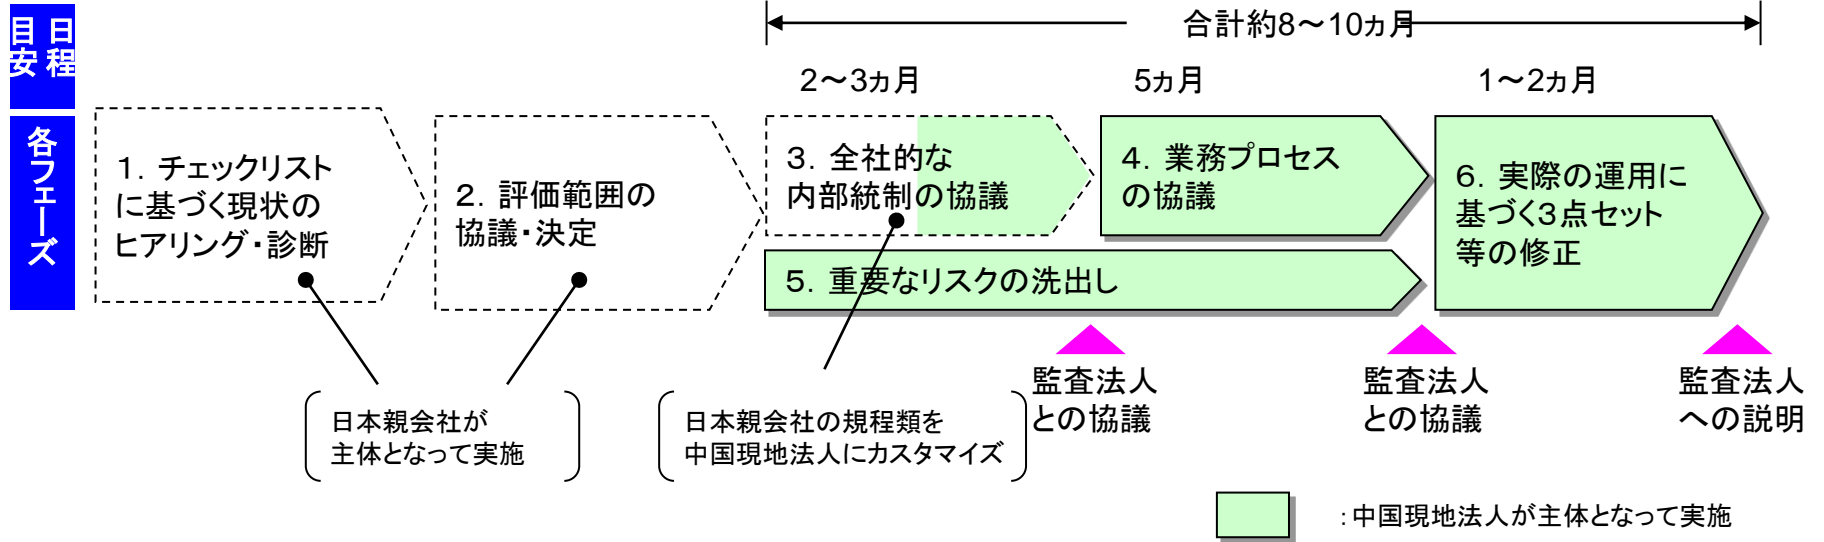 日程
目安
合計約8～10ヵ月
2～3ヵ月
5ヵ月
1～2ヵ月
各フェーズ
1．チェックリスト
に基づく現状の
ヒアリング・診断
2．評価範囲の
協議・決定
3．全社的な
内部統制の協議
4．業務プロセス
の協議
5．重要なリスクの洗出し
6．実際の運用に
基づく3点セット
等の修正
日本親会社が
主体となって実施
日本親会社の規程類を
中国現地法人にカスタマイズ
監査法人
との協議
監査法人
との協議
監査法人
への説明
：中国現地法人が主体となって実施